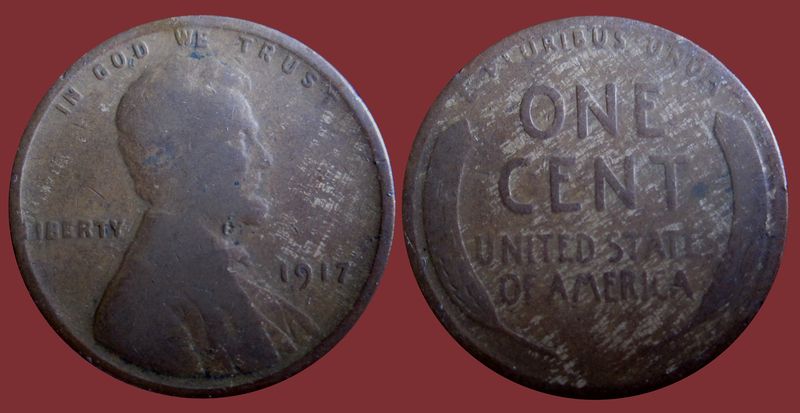 IN GOD WE TRUST
LIBERTY
1917
E PLURIBUS UNUM
ONE
CENT
UNITED STATES
OF AMERICA